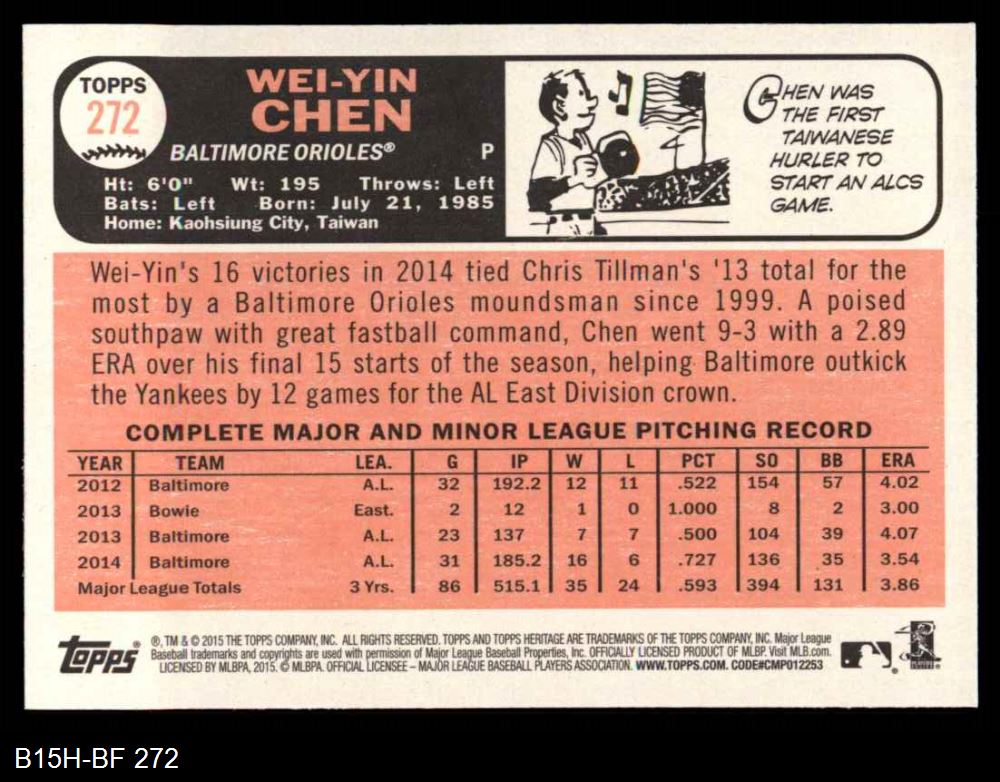 TOPPS
272
WEI-YIN
CHEN
BALTIMORE ORIOLES® P
Ht: 6'0" Wt: 195 Throws: Left
Bats: Left Born: July 21, 1985
Home: Kaohsiung City, Taiwan
CHEN WAS
THE FIRST
TAIWANESE
HURLER TO
START AN ALCS
GAME.
Wei-Yin's 16 victories in 2014 tied Chris Tillman's '13 total for the
most by a Baltimore Orioles moundsman since 1999. A poised
southpaw with great fastball command, Chen went 9-3 with a 2.89
ERA over his final 15 starts of the season, helping Baltimore outkick
the Yankees by 12 games for the AL East Division crown.
COMPLETE MAJOR AND MINOR LEAGUE PITCHING RECORD
YEAR TEAM LEA. G IP W L PCT SO BB ERA
2012 Baltimore A.L. 32 192.2 12 11 .522 154 57 4.02
2013 Bowie East. 2 12 1 0 1.000 8 2 3.00
2013 Baltimore A.L. 23 137 7 7 .500 104 39 4.07
2014 Baltimore A.L. 31 185.2 16 6 .727 136 35 3.54
Major League Totals 3 Yrs. 86 515.1 35 24 .593 394 131 3.86
topps®
®, TM & © 2015 THE TOPPS COMPANY, INC. ALL RIGHTS RESERVED. TOPPS AND TOPPS HERITAGE ARE TRADEMARKS OF THE TOPPS COMPANY, INC. Major League
Baseball trademarks and copyrights are used with permission of Major League Baseball Properties, Inc. OFFICIALLY LICENSED PRODUCT OF MLBP. Visit MLB.com.
LICENSED BY MLBPA, 2015. © MLBPA. OFFICIAL LICENSEE – MAJOR LEAGUE BASEBALL PLAYERS ASSOCIATION. WWW.TOPPS.COM. CODE#CMP012253
B15H-BF 272